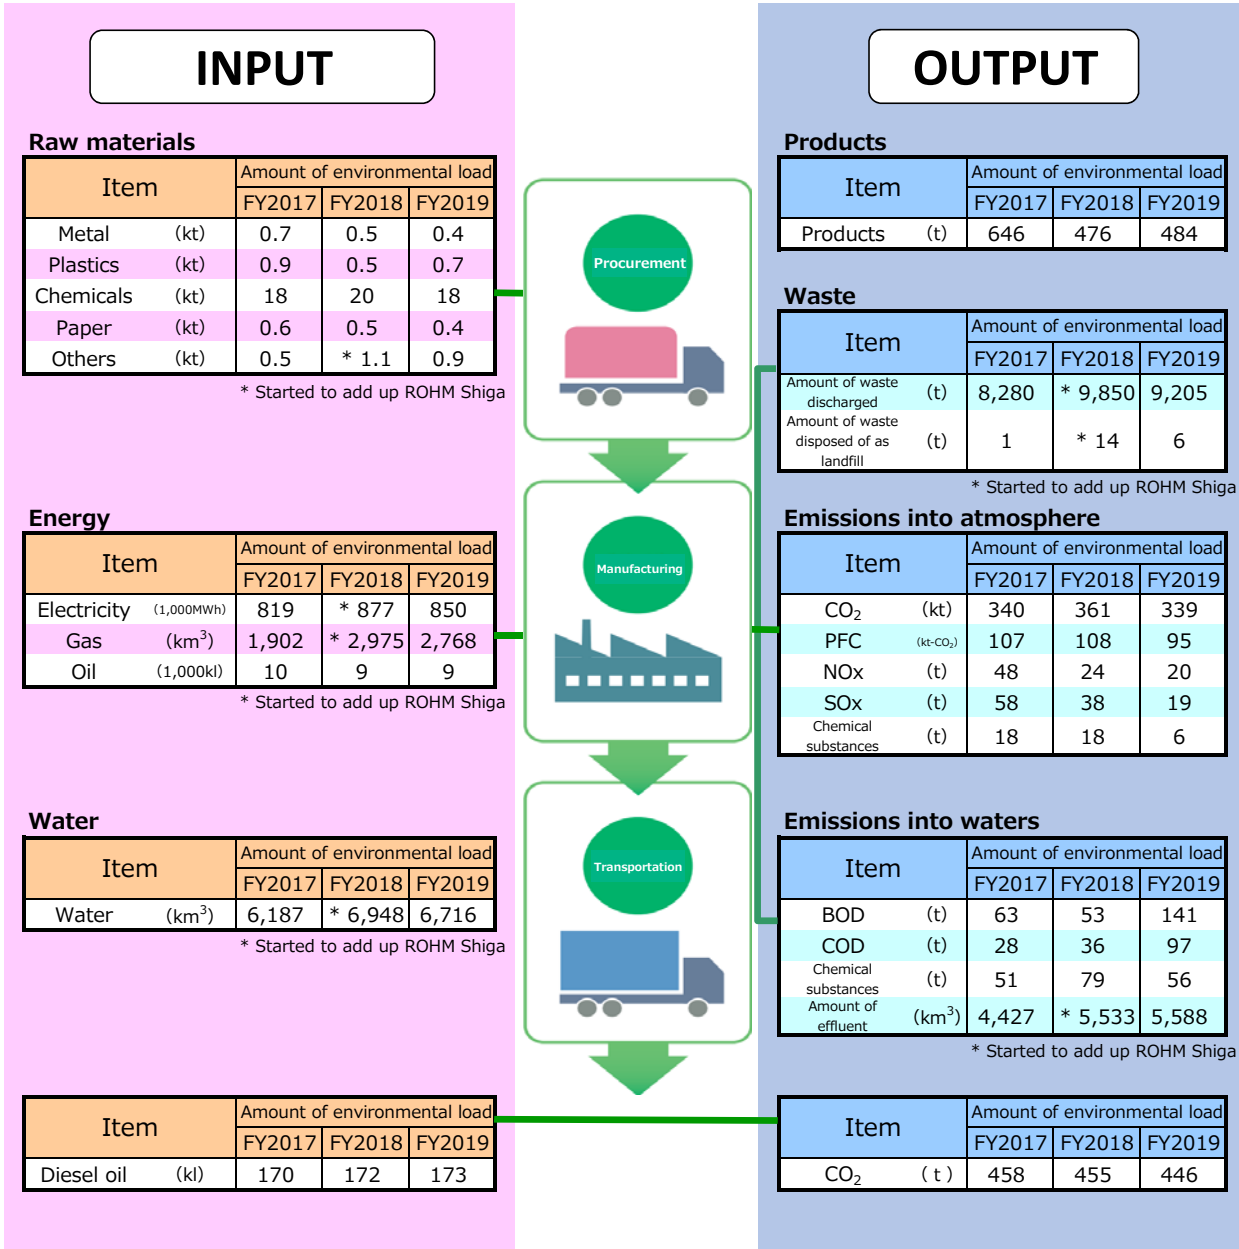 INPUT
Raw materials
Item Amount of environmental load
FY2017 FY2018 FY2019
Metal (kt) 0.7 0.5 0.4
Plastics (kt) 0.9 0.5 0.7
Chemicals (kt) 18 20 18
Paper (kt) 0.6 0.5 0.4
Others (kt) 0.5 * 1.1 0.9
* Started to add up ROHM Shiga
Energy
Item Amount of environmental load
FY2017 FY2018 FY2019
Electricity (1,000MWh) 819 * 877 850
Gas (km³) 1,902 * 2,975 2,768
Oil (1,000kl) 10 9 9
* Started to add up ROHM Shiga
Water
Item Amount of environmental load
FY2017 FY2018 FY2019
Water (km³) 6,187 * 6,948 6,716
* Started to add up ROHM Shiga
Item Amount of environmental load
FY2017 FY2018 FY2019
Diesel oil (kl) 170 172 173
Procurement
Manufacturing
Transportation
OUTPUT
Products
Item Amount of environmental load
FY2017 FY2018 FY2019
Products (t) 646 476 484
Waste
Item Amount of environmental load
FY2017 FY2018 FY2019
Amount of waste
discharged (t) 8,280 * 9,850 9,205
Amount of waste
disposed of as (t) 1 * 14 6
landfill
* Started to add up ROHM Shiga
Emissions into atmosphere
Item Amount of environmental load
FY2017 FY2018 FY2019
CO₂ (kt) 340 361 339
PFC (kt-CO₂) 107 108 95
NOx (t) 48 24 20
SOx (t) 58 38 19
Chemical
substances (t) 18 18 6
Emissions into waters
Item Amount of environmental load
FY2017 FY2018 FY2019
BOD (t) 63 53 141
COD (t) 28 36 97
Chemical
substances (t) 51 79 56
Amount of
effluent (km³) 4,427 * 5,533 5,588
* Started to add up ROHM Shiga
Item Amount of environmental load
FY2017 FY2018 FY2019
CO₂ ( t ) 458 455 446